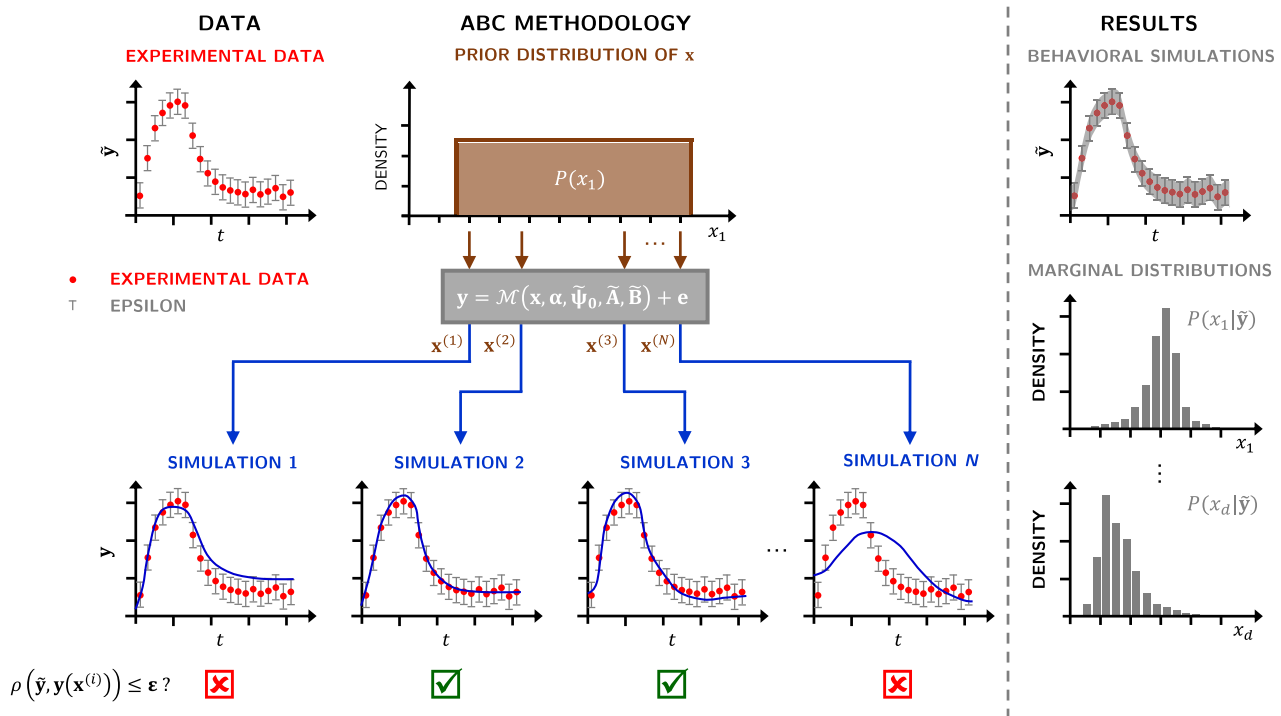 DATA
EXPERIMENTAL DATA
ỹ
t
EXPERIMENTAL DATA
EPSILON
ABC METHODOLOGY
PRIOR DISTRIBUTION OF x
DENSITY
P(x₁)
x₁
...
y = ℳ(x, α, ψ̃₀, Ã, B̃) + e
x⁽¹⁾ x⁽²⁾ x⁽³⁾ x⁽ᴺ⁾
SIMULATION 1
SIMULATION 2
SIMULATION 3
SIMULATION N
y
...
t
t
t
t
ρ(ỹ, y(x⁽ⁱ⁾)) ≤ ε ?
RESULTS
BEHAVIORAL SIMULATIONS
ỹ
t
MARGINAL DISTRIBUTIONS
DENSITY
P(x₁|ỹ)
x₁
⋮
DENSITY
P(x_d|ỹ)
x_d